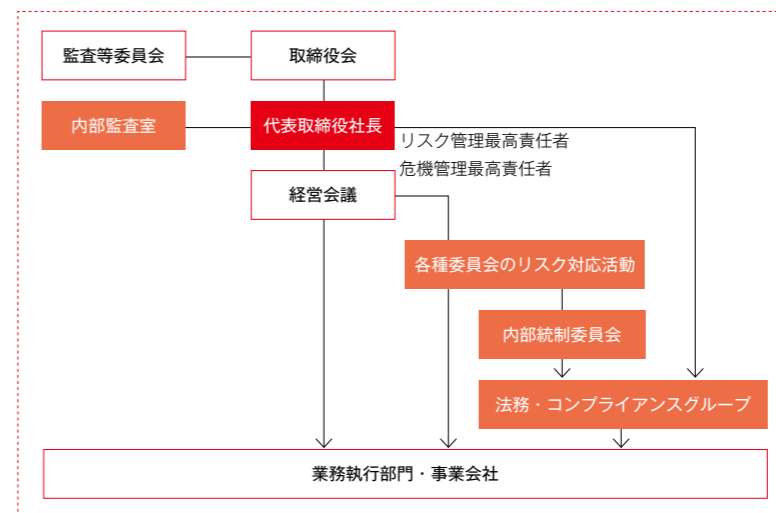 監査等委員会
取締役会
内部監査室
代表取締役社長
リスク管理最高責任者
危機管理最高責任者
経営会議
各種委員会のリスク対応活動
内部統制委員会
法務・コンプライアンスグループ
業務執行部門・事業会社